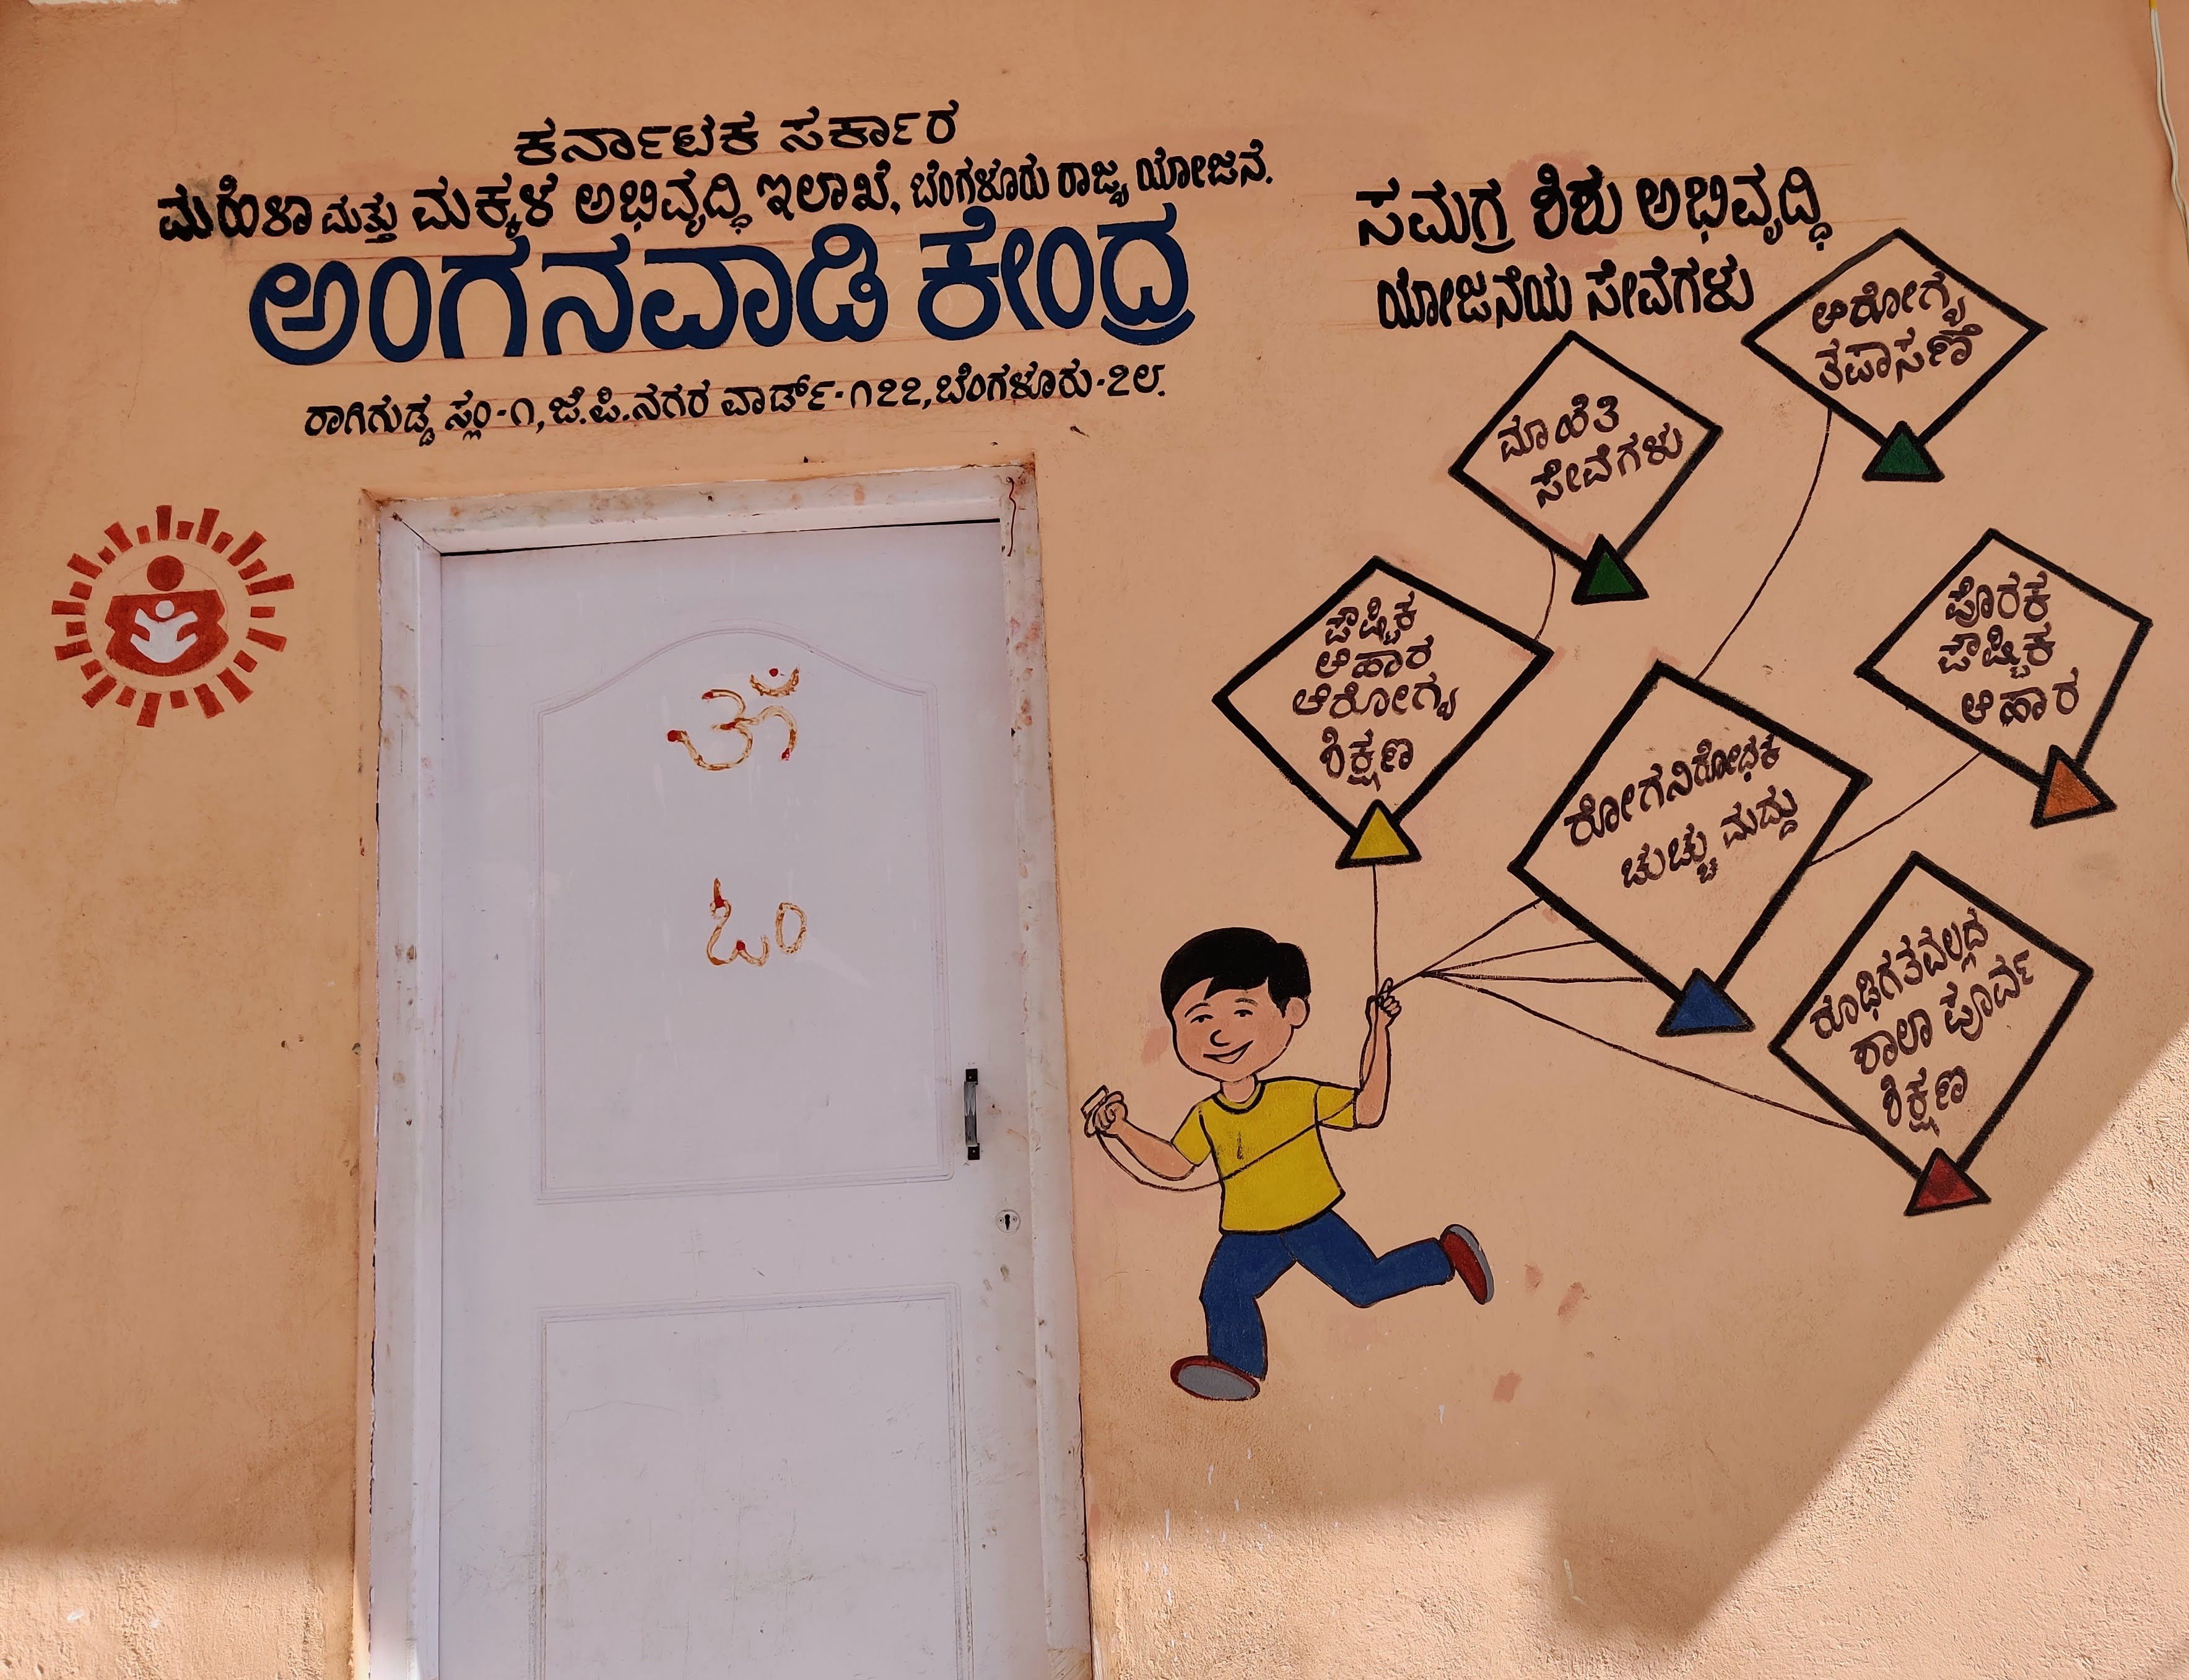 ಕರ್ನಾಟಕ ಸರ್ಕಾರ
ಮಹಿಳಾ ಮತ್ತು ಮಕ್ಕಳ ಅಭಿವೃದ್ಧಿ ಇಲಾಖೆ, ಬೆಂಗಳೂರು ರಾಜ್ಯ ಯೋಜನೆ.
ಅಂಗನವಾಡಿ ಕೇಂದ್ರ
ರಾಗಿಗುಡ್ಡ ಸ್ಲಂ-೧, ಜೆ.ಪಿ.ನಗರ ವಾರ್ಡ್-೧೭೭, ಬೆಂಗಳೂರು-೭೮.
ॐ
ಓಂ
ಸಮಗ್ರ ಶಿಶು ಅಭಿವೃದ್ಧಿ
ಯೋಜನೆಯ ಸೇವೆಗಳು
ಆರೋಗ್ಯ
ತಪಾಸಣೆ
ಮಾಹಿತಿ
ಸೇವೆಗಳು
ಪೌಷ್ಟಿಕ
ಆಹಾರ
ಆರೋಗ್ಯ
ಶಿಕ್ಷಣ
ಪೊರಕ
ಪೌಷ್ಟಿಕ
ಆಹಾರ
ರೋಗನಿರೋಧಕ
ಚುಚ್ಚು ಮದ್ದು
ರೂಢಿಗತವಲ್ಲದ
ಶಾಲಾ ಪೂರ್ವ
ಶಿಕ್ಷಣ